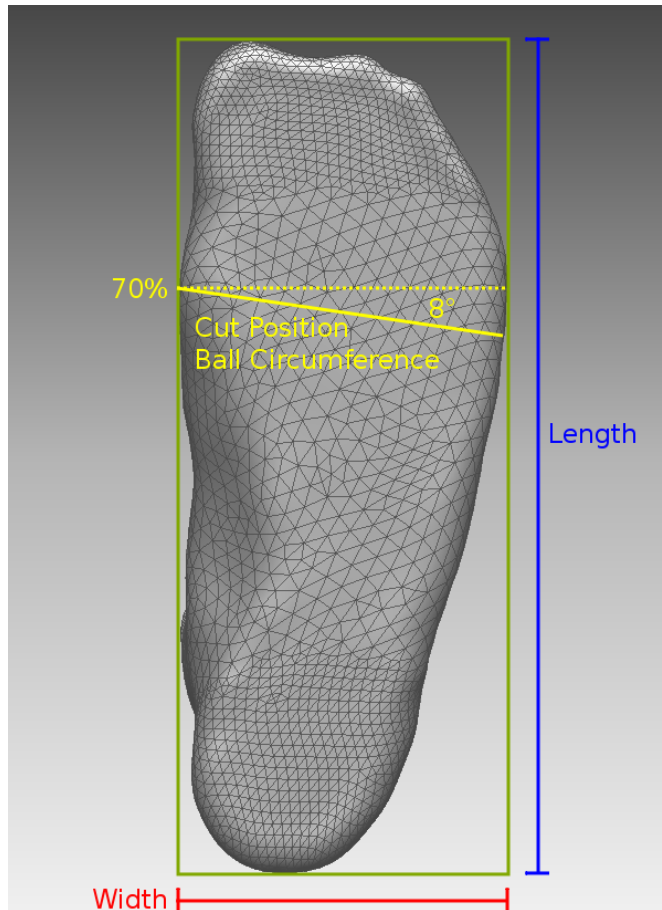 70%
8°
Cut Position
Ball Circumference
Length
Width